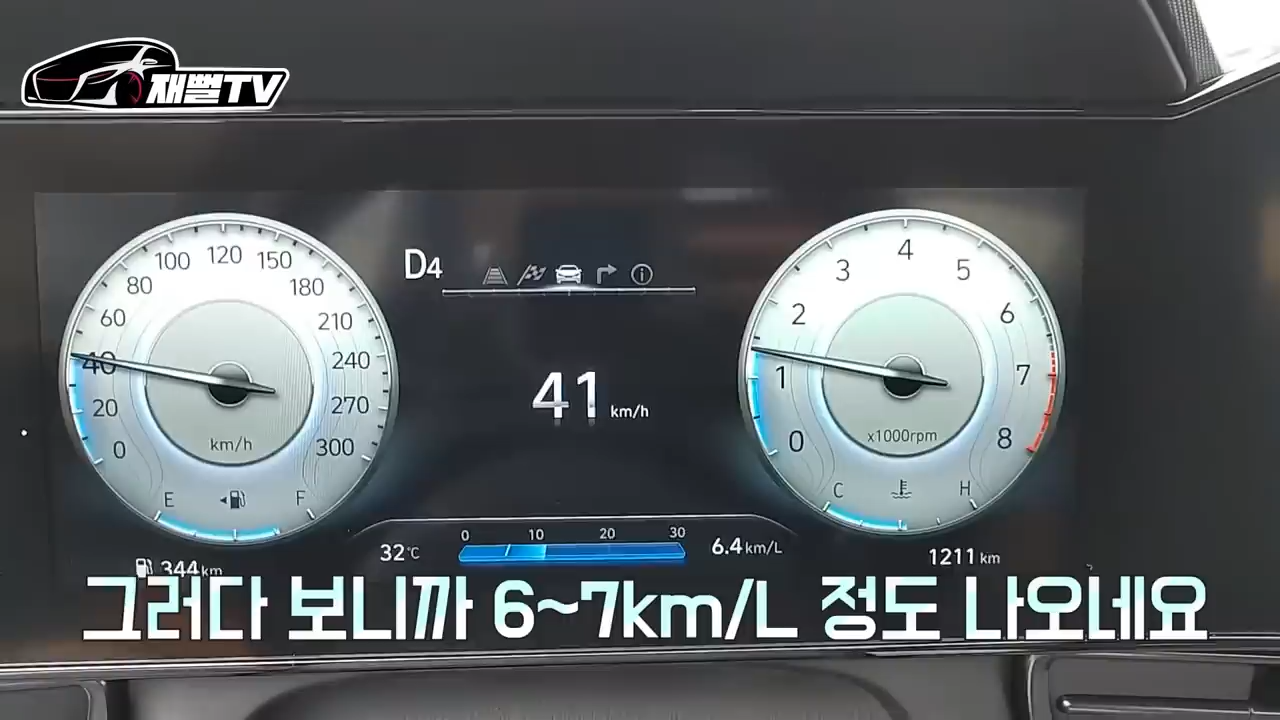 재뻘TV
D4
0 20 40 60 80 100 120 150 180 210 240 270 300
km/h
E F
41 km/h
0 1 2 3 4 5 6 7 8
x1000rpm
C H
0 10 20 30
32°C
6.4 km/L
344 km
1211 km
그러다 보니까 6~7km/L 정도 나오네요